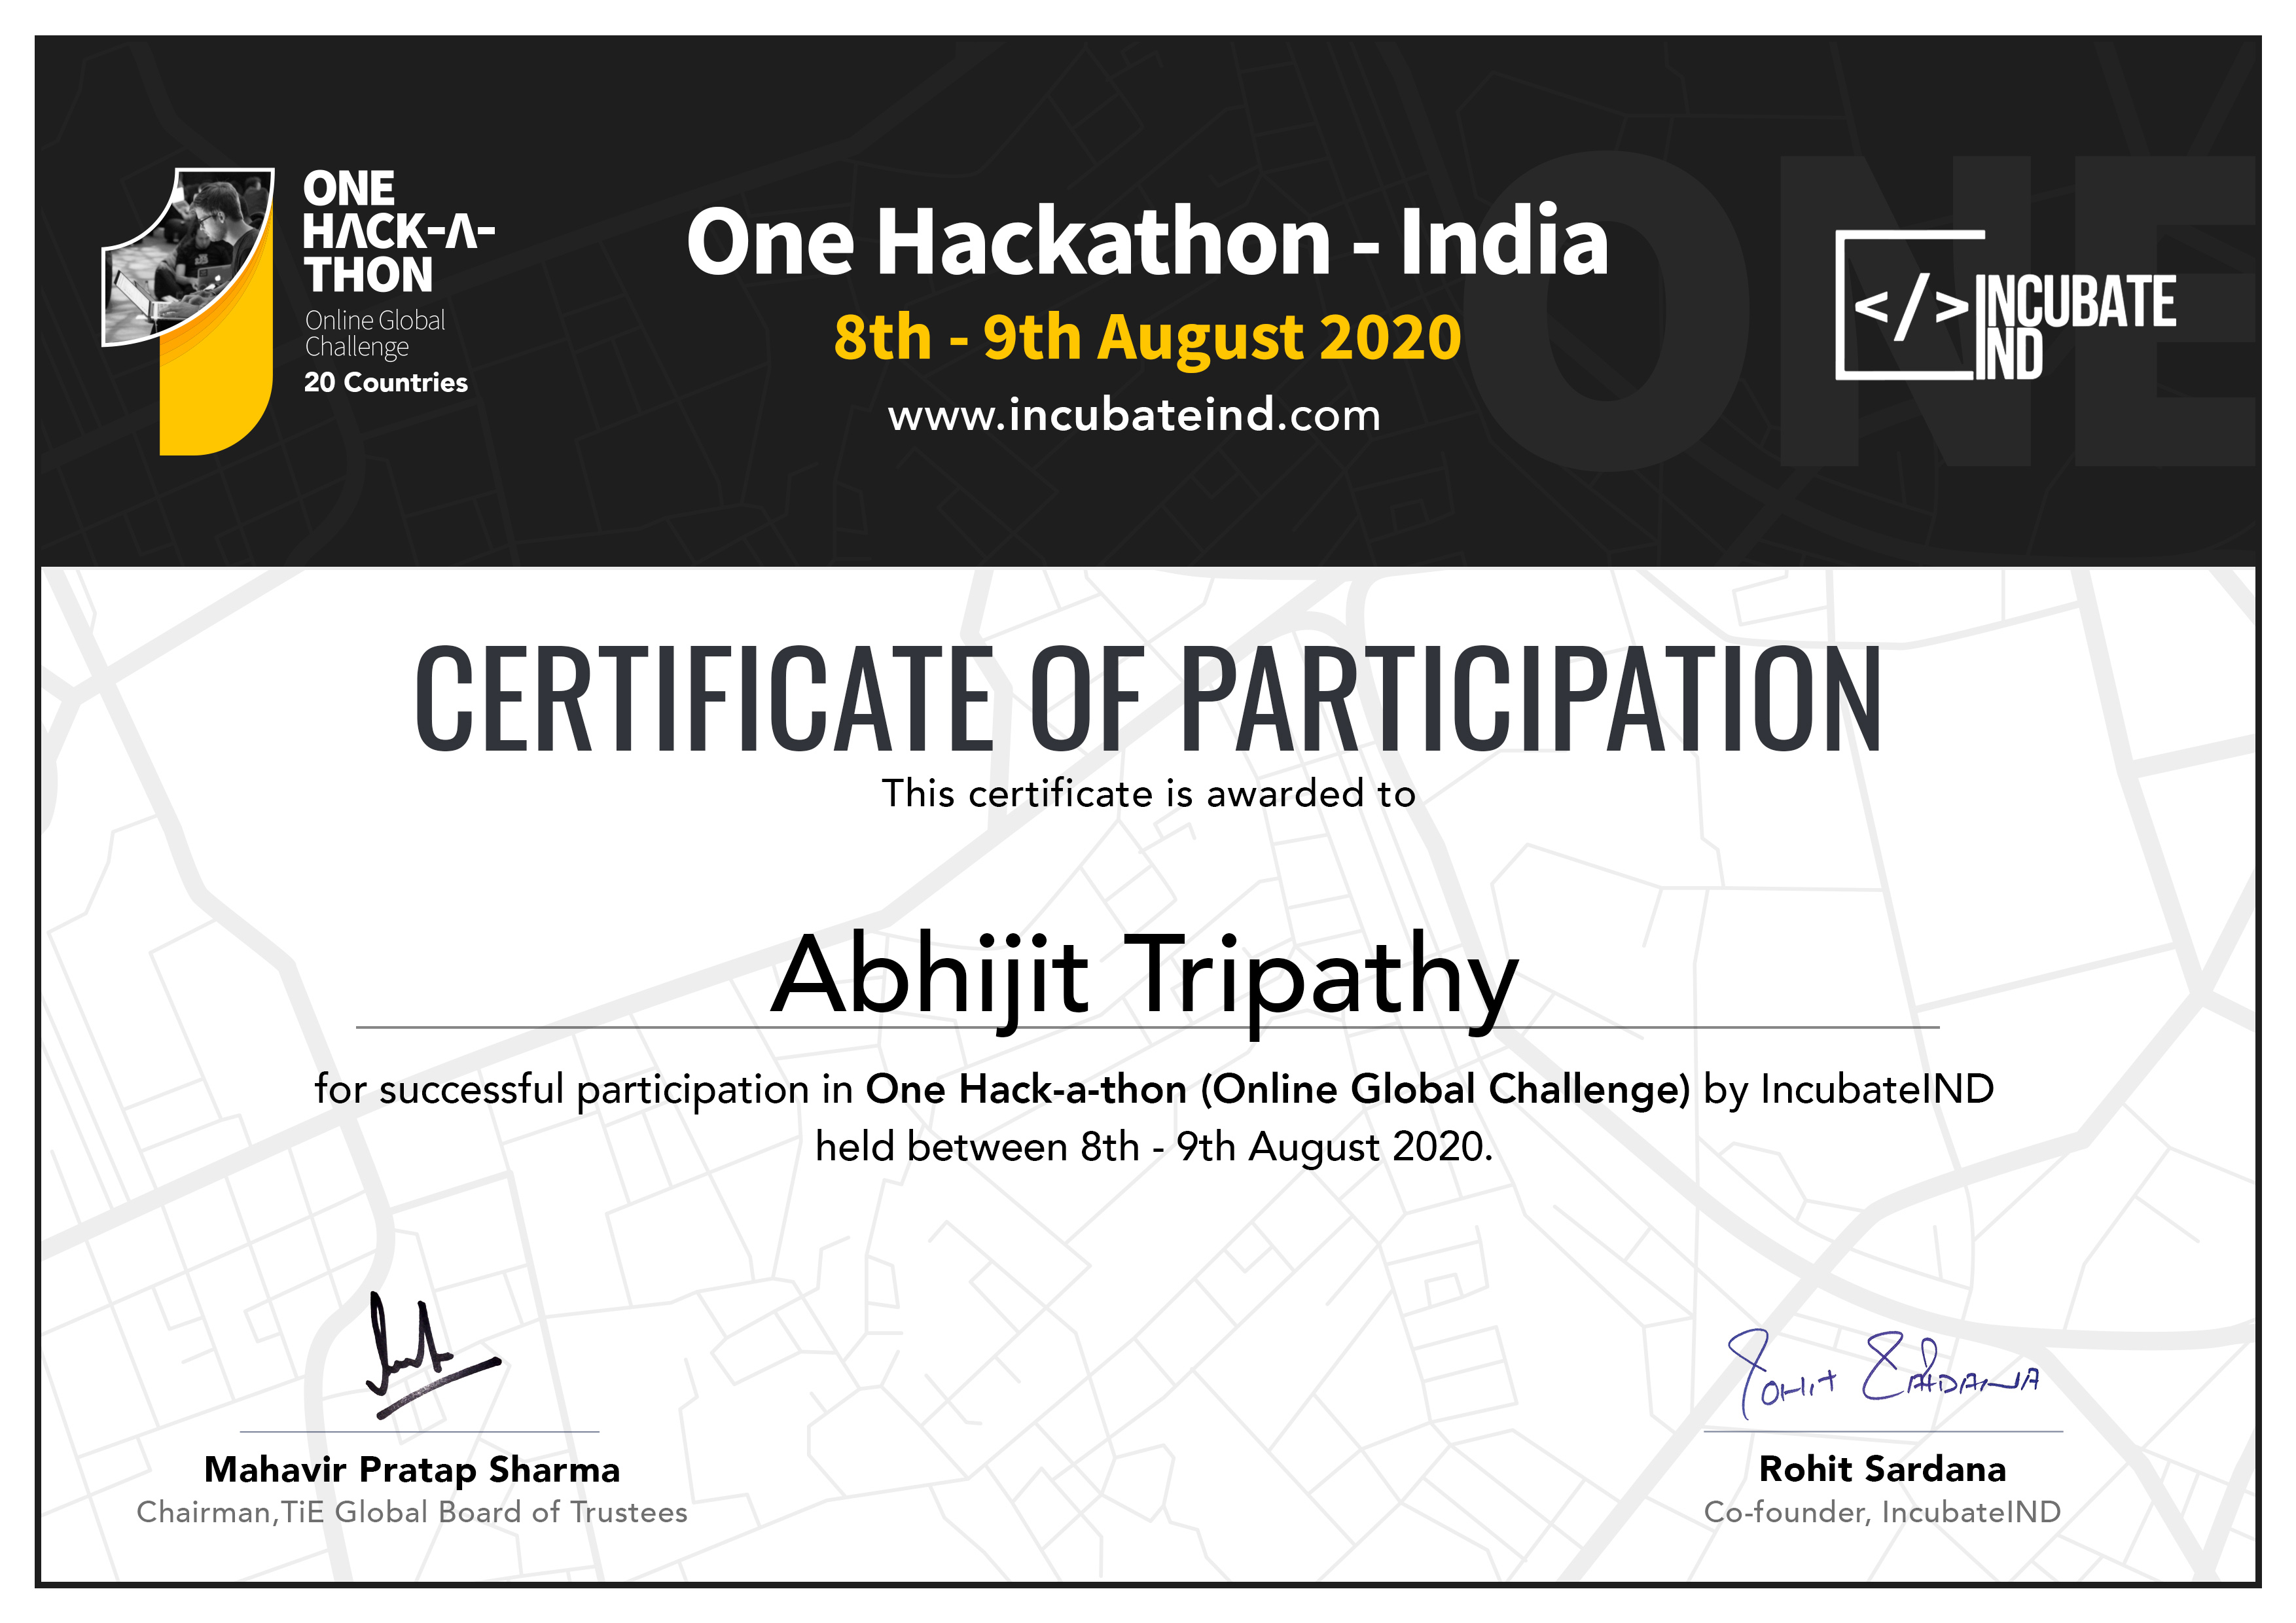 ONE
HACK-A-
THON
Online Global
Challenge
20 Countries
One Hackathon - India
8th - 9th August 2020
www.incubateind.com
ONE
</> INCUBATE
IND
CERTIFICATE OF PARTICIPATION
This certificate is awarded to
Abhijit Tripathy
for successful participation in One Hack-a-thon (Online Global Challenge) by IncubateIND
held between 8th - 9th August 2020.
Mahavir Pratap Sharma
Chairman,TiE Global Board of Trustees
Rohit Sardana
Rohit Sardana
Co-founder, IncubateIND